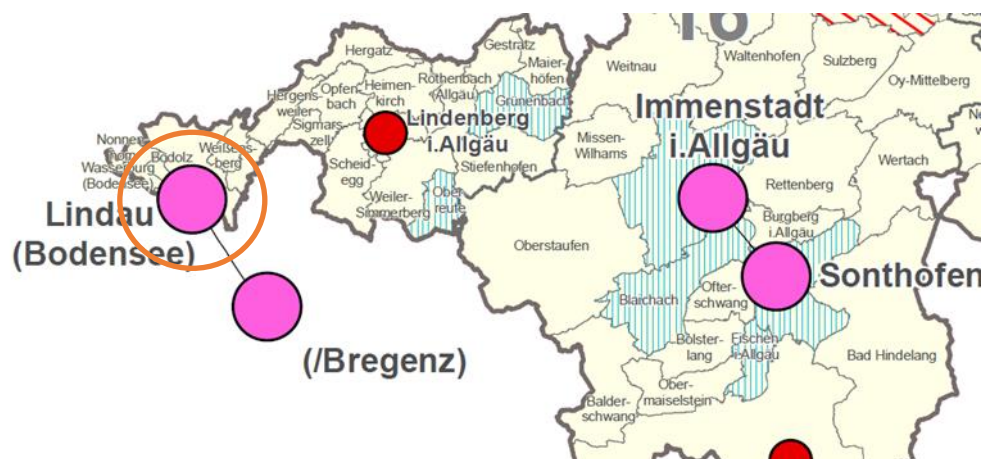 16
Hergatz
Gestratz
Maier-
höfen
Weitnau
Waltenhofen
Sulzberg
Oy-Mittelberg
Opfen-
bach
Heimen-
kirch
Röthenbach
(Allgäu)
Grünenbach
Hergens-
weiler
Sigmars-
zell
Lindenberg
i.Allgäu
Immenstadt
i.Allgäu
Missen-
Wilhams
Wertach
Nonnen-
horn
Wasserburg
(Bodensee)
Bodolz
Weißens-
berg
Scheid-
egg
Stiefenhofen
Rettenberg
Weiler-
Simmerberg
Ober-
reute
Burgberg
i.Allgäu
Lindau
(Bodensee)
Oberstaufen
Blaichach
Ofter-
schwang
Sonthofen
(/Bregenz)
Bolster-
lang
Fischen
i.Allgäu
Bad Hindelang
Ober-
maiselstein
Balder-
schwang